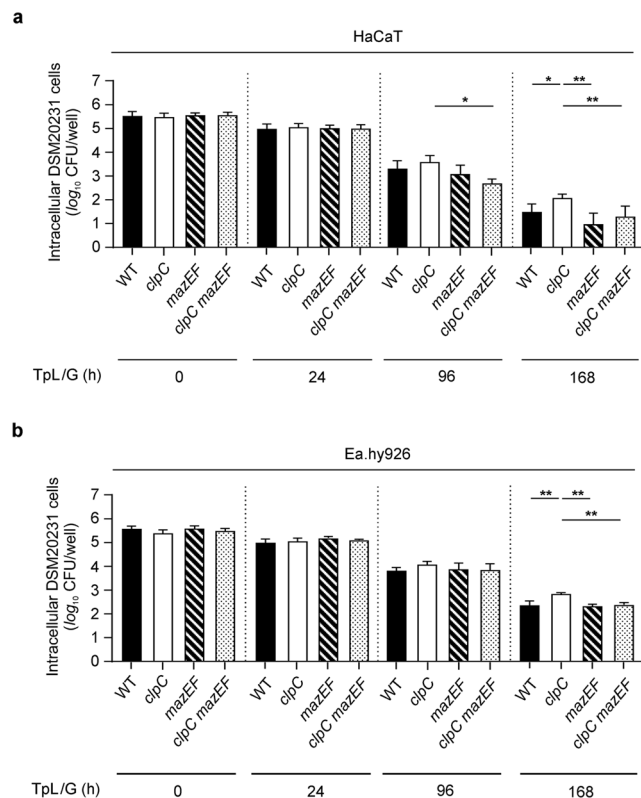 a
HaCaT
Intracellular DSM20231 cells
(log₁₀ CFU/well)
7
6
5
4
3
2
1
0
*
* **
**
WT clpC mazEF clpC mazEF WT clpC mazEF clpC mazEF WT clpC mazEF clpC mazEF WT clpC mazEF clpC mazEF
TpL/G (h) 0 24 96 168
b
Ea.hy926
Intracellular DSM20231 cells
(log₁₀ CFU/well)
7
6
5
4
3
2
1
0
** **
**
WT clpC mazEF clpC mazEF WT clpC mazEF clpC mazEF WT clpC mazEF clpC mazEF WT clpC mazEF clpC mazEF
TpL/G (h) 0 24 96 168